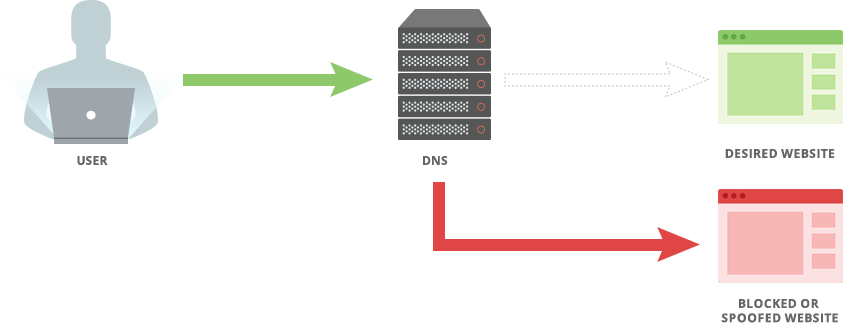 USER
DNS
DESIRED WEBSITE
BLOCKED OR
SPOOFED WEBSITE